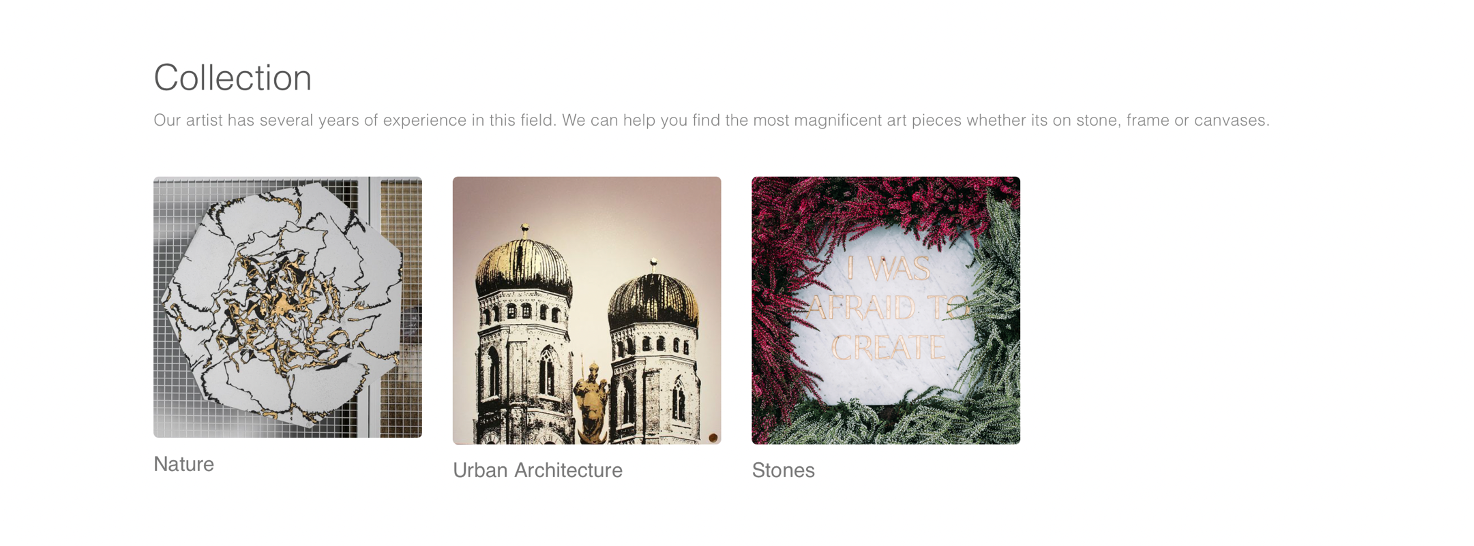 Collection
Our artist has several years of experience in this field. We can help you find the most magnificent art pieces whether its on stone, frame or canvases.
I WAS
AFRAID TO
CREATE
Nature
Urban Architecture
Stones